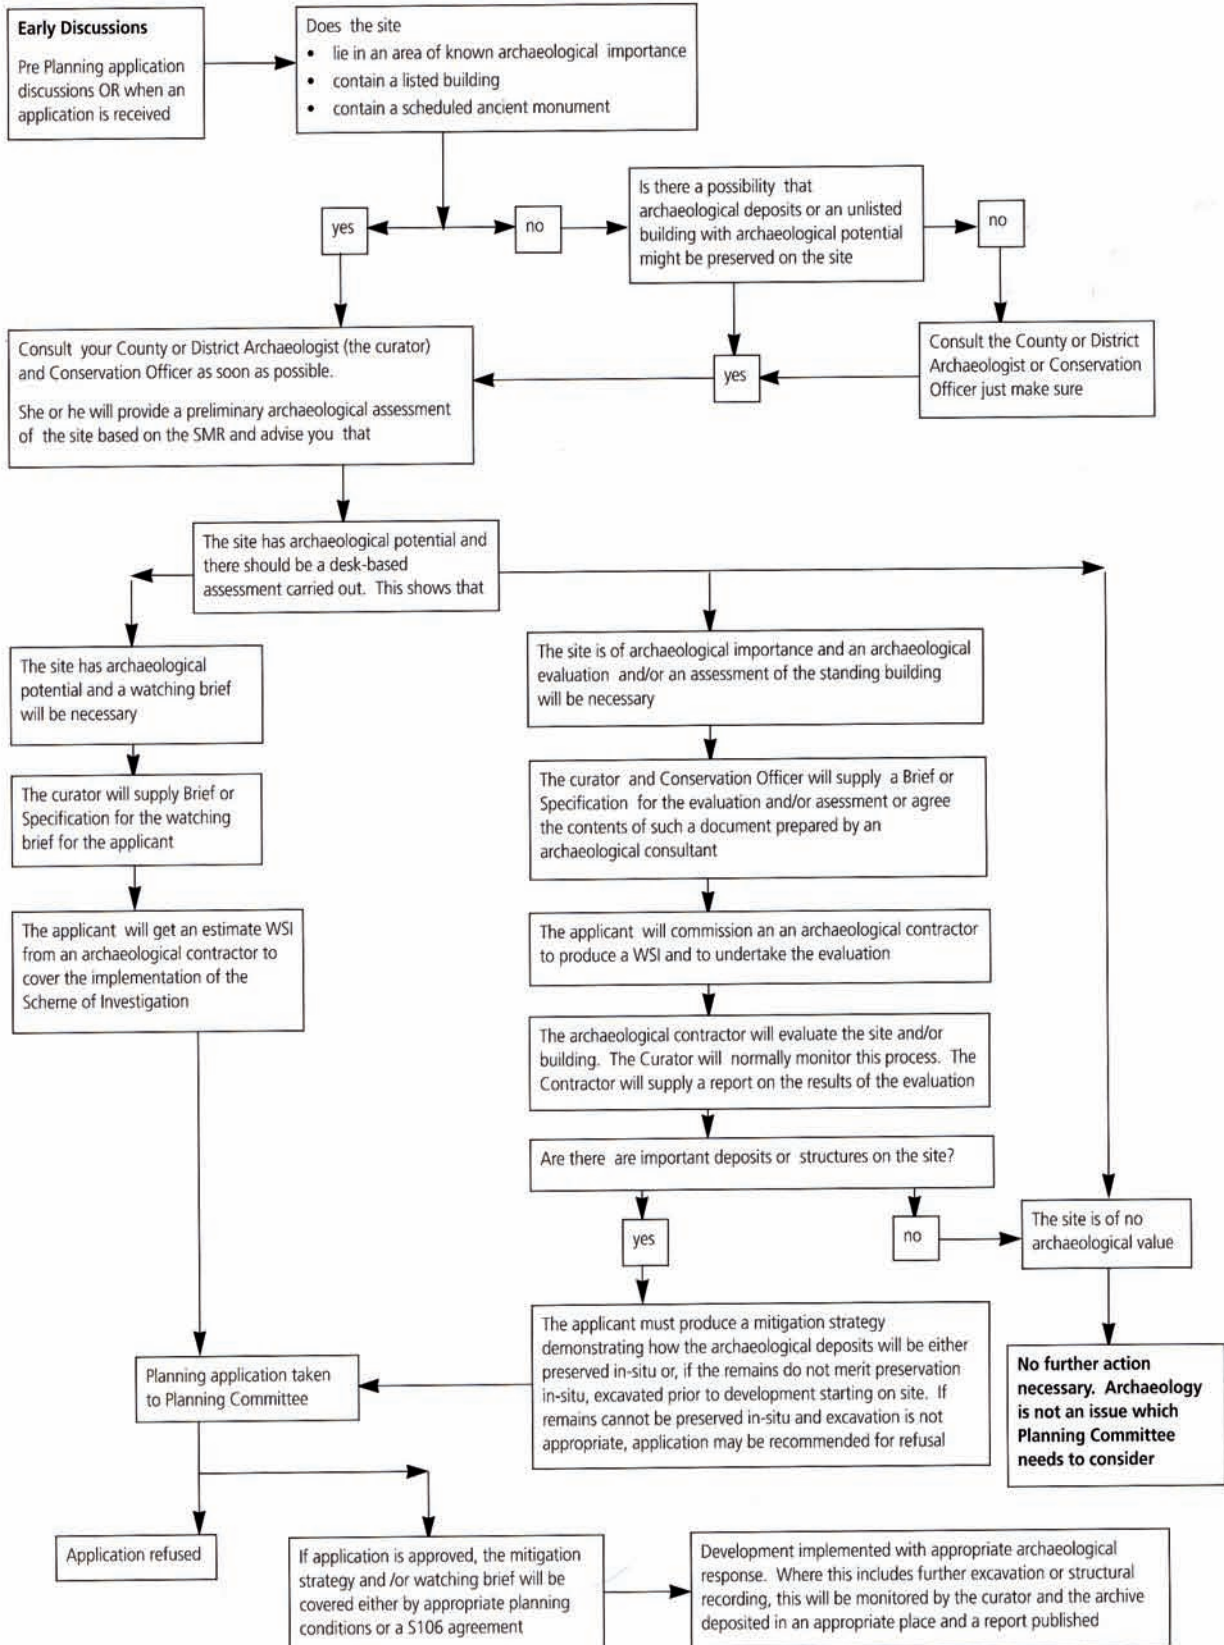 Early Discussions
Pre Planning application
discussions OR when an
application is received
Does the site
• lie in an area of known archaeological importance
• contain a listed building
• contain a scheduled ancient monument
yes
no
Is there a possibility that
archaeological deposits or an unlisted
building with archaeological potential
might be preserved on the site
no
Consult your County or District Archaeologist (the curator)
and Conservation Officer as soon as possible.
She or he will provide a preliminary archaeological assessment
of the site based on the SMR and advise you that
yes
Consult the County or District
Archaeologist or Conservation
Officer just make sure
The site has archaeological potential and
there should be a desk-based
assessment carried out. This shows that
The site has archaeological
potential and a watching brief
will be necessary
The curator will supply Brief or
Specification for the watching
brief for the applicant
The applicant will get an estimate WSI
from an archaeological contractor to
cover the implementation of the
Scheme of Investigation
The site is of archaeological importance and an archaeological
evaluation and/or an assessment of the standing building
will be necessary
The curator and Conservation Officer will supply a Brief or
Specification for the evaluation and/or asessment or agree
the contents of such a document prepared by an
archaeological consultant
The applicant will commission an an archaeological contractor
to produce a WSI and to undertake the evaluation
The archaeological contractor will evaluate the site and/or
building. The Curator will normally monitor this process. The
Contractor will supply a report on the results of the evaluation
Are there are important deposits or structures on the site?
yes
no
The site is of no
archaeological value
The applicant must produce a mitigation strategy
demonstrating how the archaeological deposits will be either
preserved in-situ or, if the remains do not merit preservation
in-situ, excavated prior to development starting on site. If
remains cannot be preserved in-situ and excavation is not
appropriate, application may be recommended for refusal
No further action
necessary. Archaeology
is not an issue which
Planning Committee
needs to consider
Planning application taken
to Planning Committee
Application refused
If application is approved, the mitigation
strategy and /or watching brief will be
covered either by appropriate planning
conditions or a S106 agreement
Development implemented with appropriate archaeological
response. Where this includes further excavation or structural
recording, this will be monitored by the curator and the archive
deposited in an appropriate place and a report published